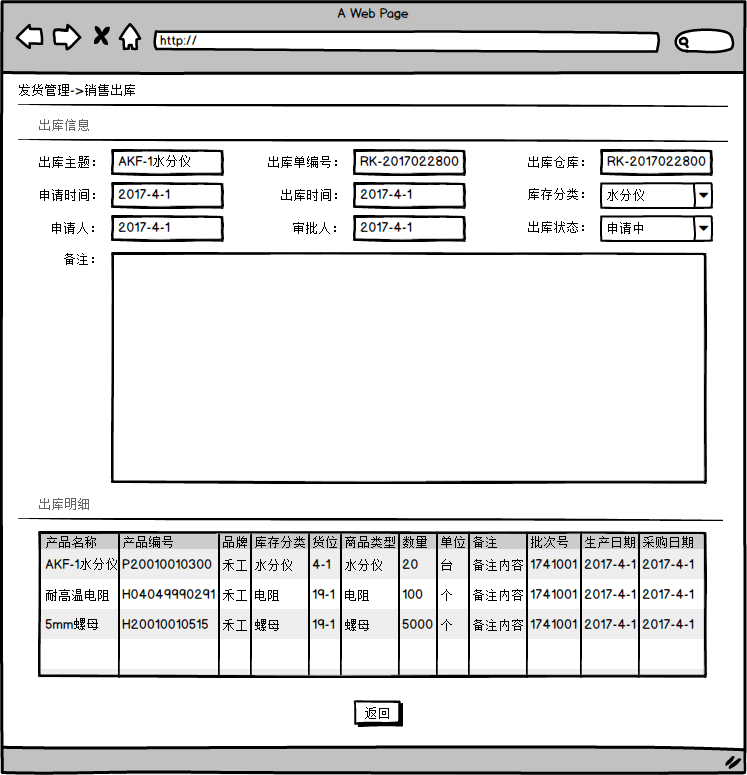 A Web Page
http://
发货管理->销售出库
出库信息
出库主题： AKF-1水分仪 出库单编号： RK-2017022800 出库仓库： RK-2017022800
申请时间： 2017-4-1 出库时间： 2017-4-1 库存分类： 水分仪
申请人： 2017-4-1 审批人： 2017-4-1 出库状态： 申请中
备注：
出库明细
产品名称 产品编号 品牌 库存分类 货位 商品类型 数量 单位 备注 批次号 生产日期 采购日期
AKF-1水分仪 P20010010300 禾工 水分仪 4-1 水分仪 20 台 备注内容 1741001 2017-4-1 2017-4-1
耐高温电阻 H04049990291 禾工 电阻 19-1 电阻 100 个 备注内容 1741001 2017-4-1 2017-4-1
5mm螺母 H20010010515 禾工 螺母 19-1 螺母 5000 个 备注内容 1741001 2017-4-1 2017-4-1
返回